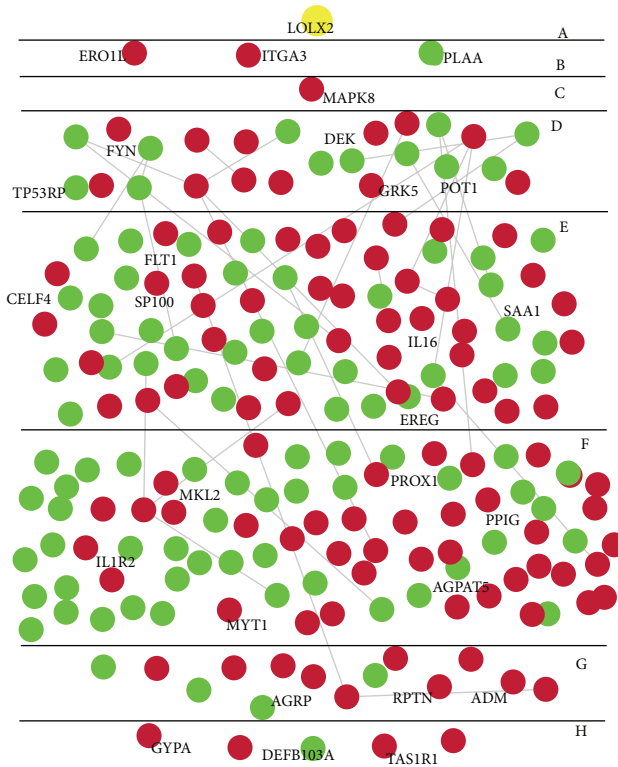 LOLX2
A
ERO1L
ITGA3
PLAA
B
MAPK8
C
D
FYN
DEK
TP53RP
GRK5
POT1
E
FLT1
CELF4
SP100
SAA1
IL16
EREG
F
MKL2
PROX1
PPIG
IL1R2
AGPAT5
MYT1
G
AGRP
RPTN
ADM
H
GYPA
DEFB103A
TAS1R1